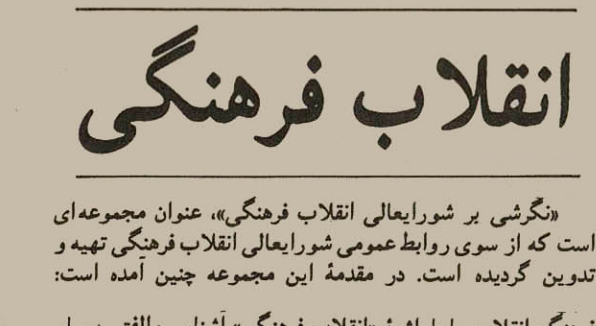 انقلاب فرهنگی
«نگرشی بر شورایعالی انقلاب فرهنگی»، عنوان مجموعه‌ای
است که از سوی روابط عمومی شورایعالی انقلاب فرهنگی تهیه و
تدوین گردیده است. در مقدمهٔ این مجموعه چنین آمده است: